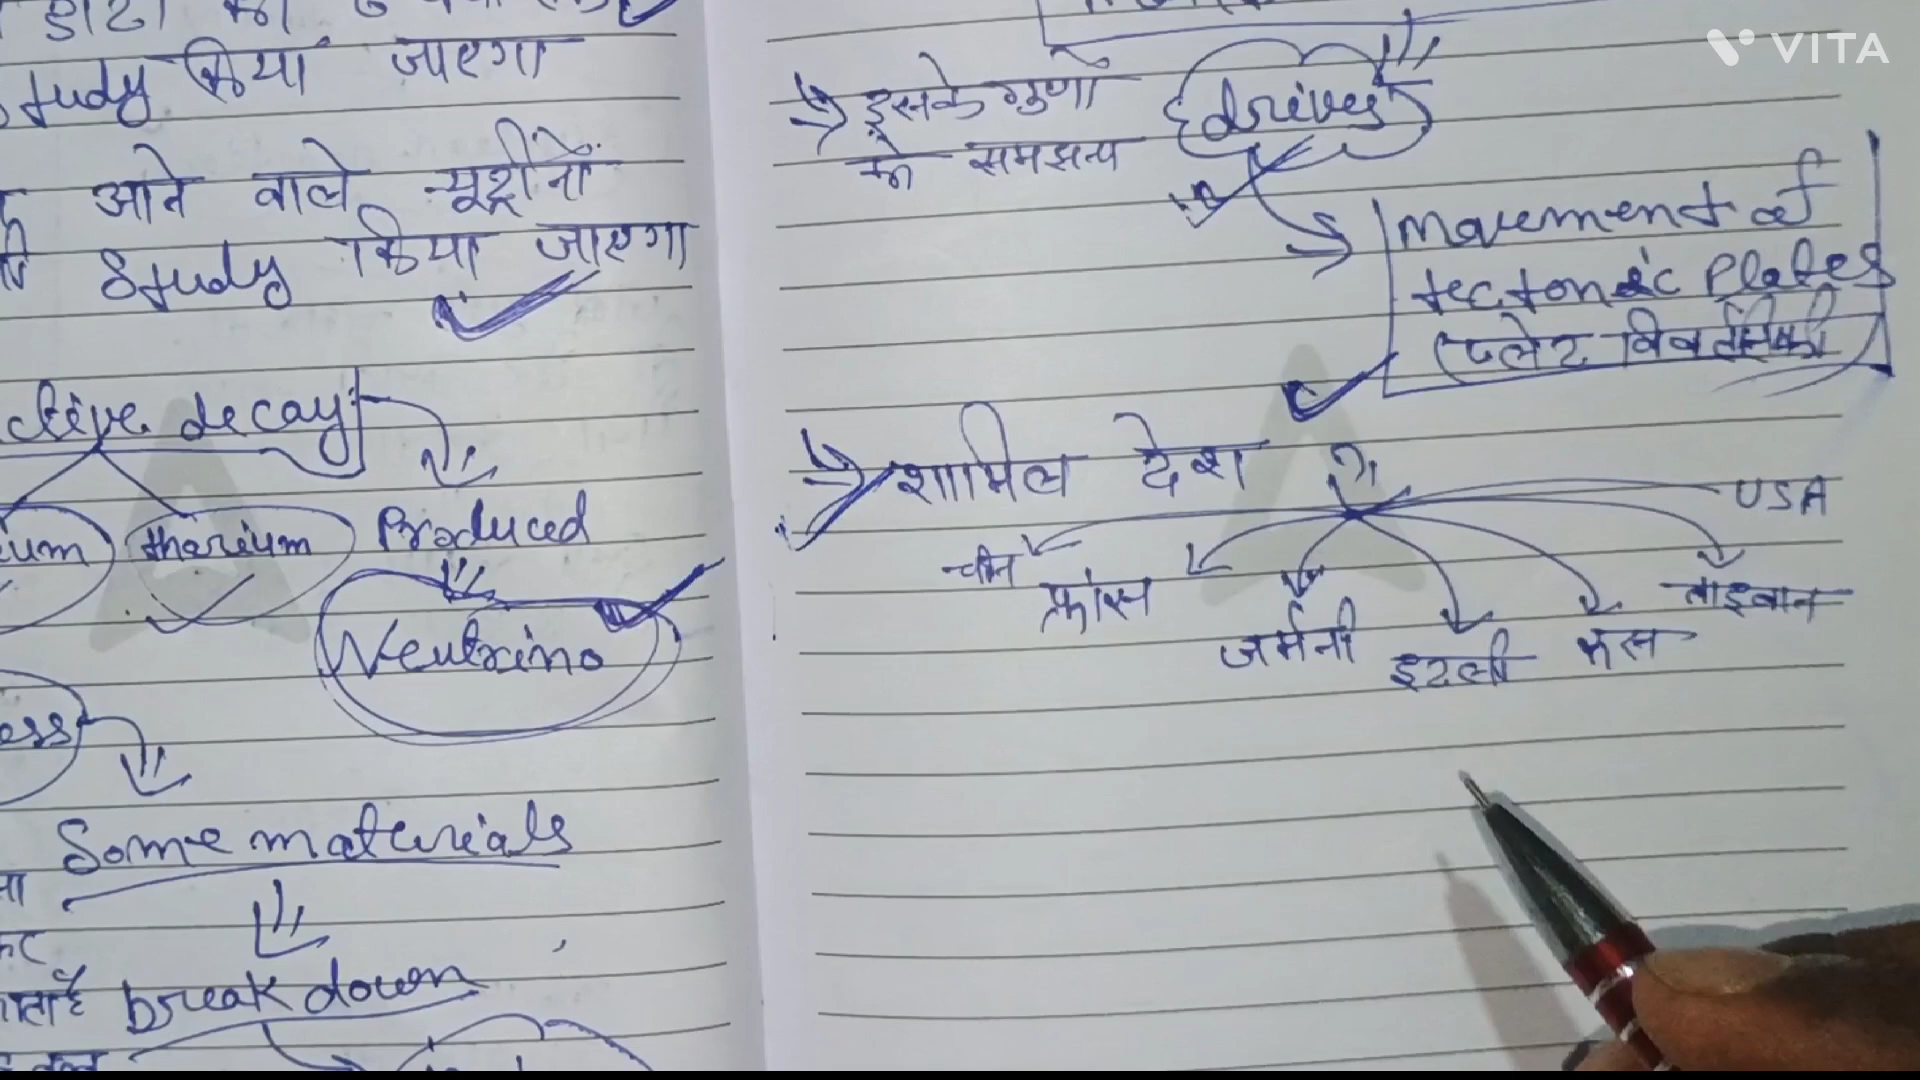 VITA
Study किया जाएगा
आने वाले न्यूट्रीनों
Study किया जाएगा
decay
thorium
Produced
Neutrino
Some materials
break down
इसके गुणों
को समझने
drives
Movement of
tectonic Plates
(प्लेट विवर्तनिकी)
शामिल देश
USA
चीन
फ्रांस
जर्मनी
इटली
रूस
ताइवान